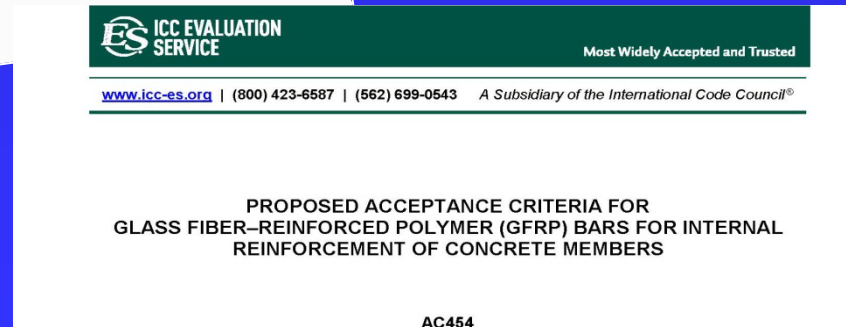 ES ICC EVALUATION
SERVICE
Most Widely Accepted and Trusted
www.icc-es.org | (800) 423-6587 | (562) 699-0543 A Subsidiary of the International Code Council®
PROPOSED ACCEPTANCE CRITERIA FOR
GLASS FIBER–REINFORCED POLYMER (GFRP) BARS FOR INTERNAL
REINFORCEMENT OF CONCRETE MEMBERS
AC454